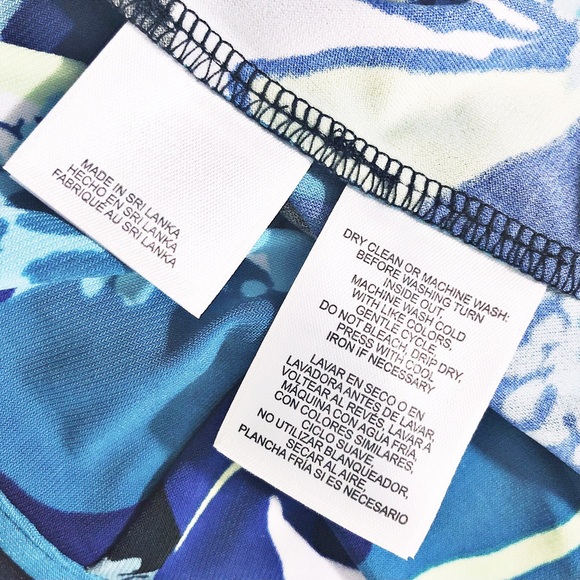 MADE IN SRI LANKA
HECHO EN SRI LANKA
FABRIQUE AU SRI LANKA
DRY CLEAN OR MACHINE WASH:
BEFORE WASHING TURN
INSIDE OUT,
MACHINE WASH COLD
WITH LIKE COLORS,
GENTLE CYCLE,
DO NOT BLEACH, DRIP DRY,
PRESS WITH COOL
IRON IF NECESSARY
LAVAR EN SECO O EN
LAVADORA ANTES DE LAVAR,
VOLTEAR AL REVES, LAVAR A
MÁQUINA CON AGUA FRÍA,
CON COLORES SIMILARES,
CICLO SUAVE,
NO UTILIZAR BLANQUEADOR,
SECAR AL AIRE,
PLANCHA FRÍA SI ES NECESARIO